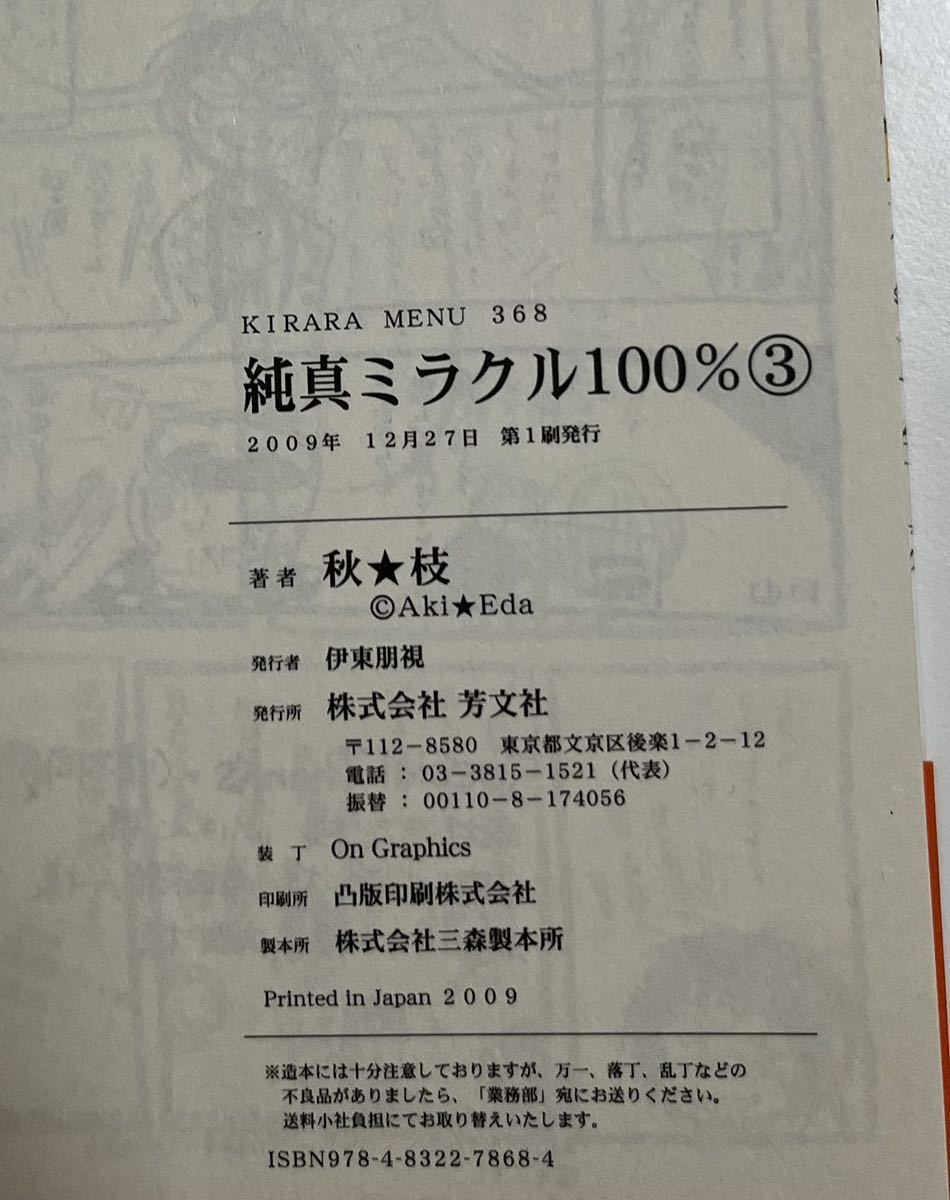 KIRARA MENU 368
純真ミラクル100%③
2009年 12月27日 第1刷発行
著者 秋★枝
©Aki★Eda
発行者 伊東朋視
発行所 株式会社 芳文社
〒112−8580 東京都文京区後楽1−2−12
電話 : 03−3815−1521(代表)
振替 : 00110−8−174056
装丁 On Graphics
印刷所 凸版印刷株式会社
製本所 株式会社三森製本所
Printed in Japan 2009
※造本には十分注意しておりますが、万一、落丁、乱丁などの
不良品がありましたら、「業務部」宛にお送りください。
送料小社負担にてお取り替えいたします。
ISBN978-4-8322-7868-4